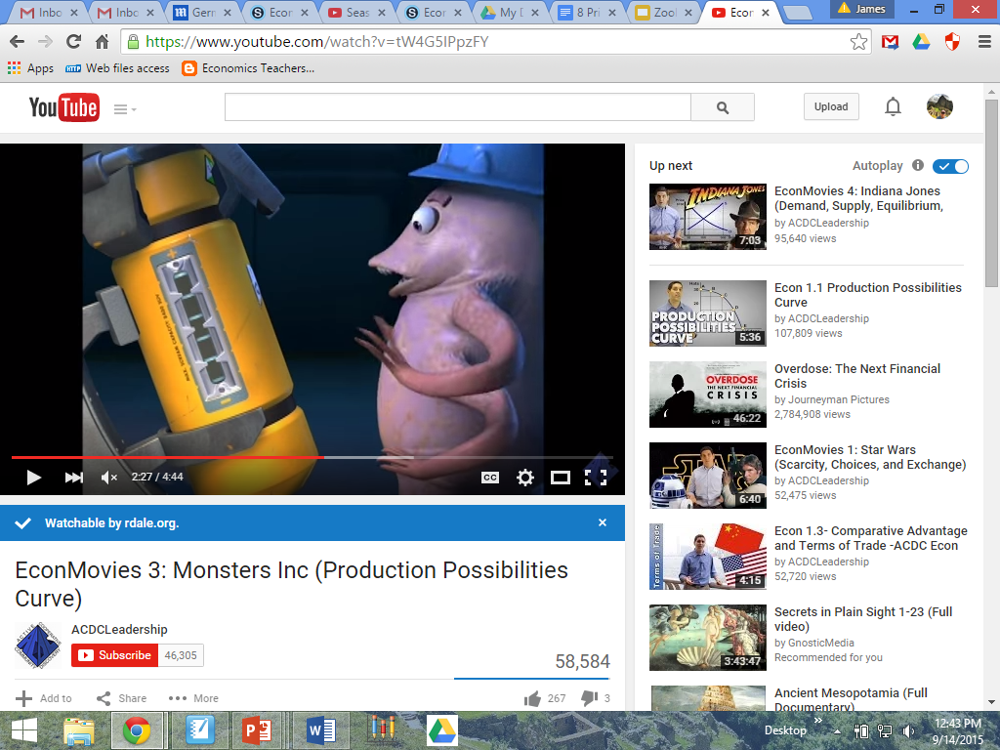 Inbo
Inbo
Germ
Econ
Seas
Econ
My D
8 Pri
Zool
Econ
James
https://www.youtube.com/watch?v=tW4G5IPpzFY
Apps
Web files access
Economics Teachers...
YouTube
Upload
2:27 / 4:44
CC
Watchable by rdale.org.
EconMovies 3: Monsters Inc (Production Possibilities
Curve)
ACDCLeadership
Subscribe 46,305
58,584
Add to
Share
More
267
3
Up next
Autoplay
INDIANA JONES
7:03
EconMovies 4: Indiana Jones
(Demand, Supply, Equilibrium,
by ACDCLeadership
95,640 views
PRODUCTION
POSSIBILITIES
CURVE
5:36
Econ 1.1 Production Possibilities
Curve
by ACDCLeadership
107,809 views
OVERDOSE
THE NEXT FINANCIAL
CRISIS
46:22
Overdose: The Next Financial
Crisis
by Journeyman Pictures
2,784,908 views
STAR
WARS
6:40
EconMovies 1: Star Wars
(Scarcity, Choices, and Exchange)
by ACDCLeadership
52,475 views
Terms of Trade
4:15
Econ 1.3- Comparative Advantage
and Terms of Trade -ACDC Econ
by ACDCLeadership
52,720 views
3:43:47
Secrets in Plain Sight 1-23 (Full
video)
by GnosticMedia
Recommended for you
Ancient Mesopotamia (Full
Documentary)
Desktop
12:43 PM
9/14/2015